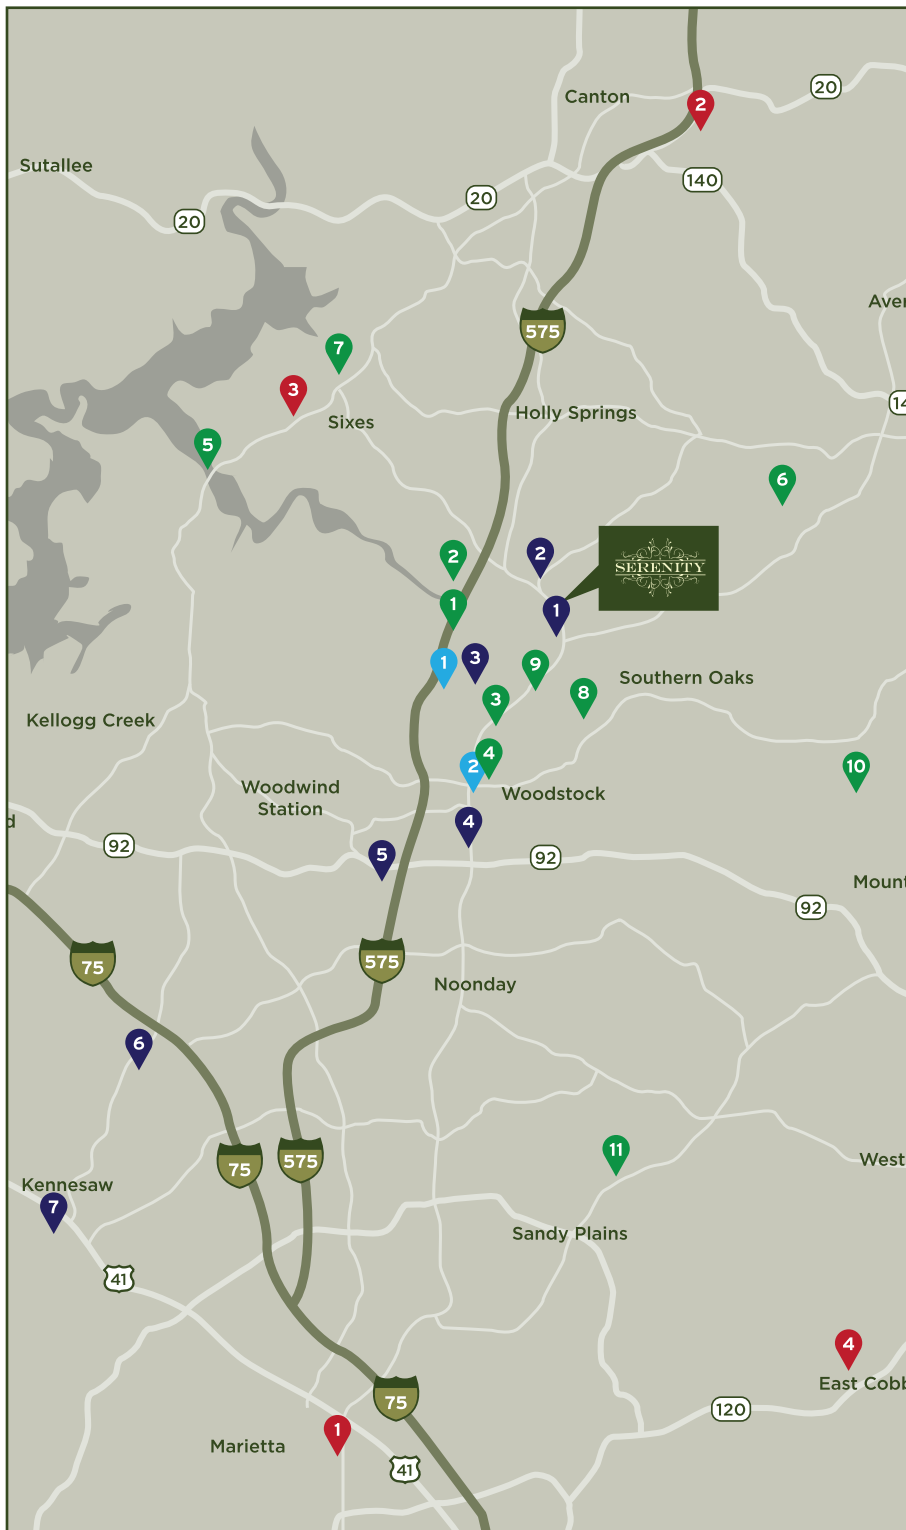 20
Canton
2
Sutallee
140
20
20
Aver
575
7
3
14
Holly Springs
Sixes
5
6
2
2
SERENITY
1
1
3
1
9
Southern Oaks
8
3
Kellogg Creek
4
2
10
Woodwind
Station
Woodstock
d
4
92
5
92
Mount
92
75
575
Noonday
6
11
575
75
West
Kennesaw
7
Sandy Plains
41
4
East Cobb
75
120
1
Marietta
41